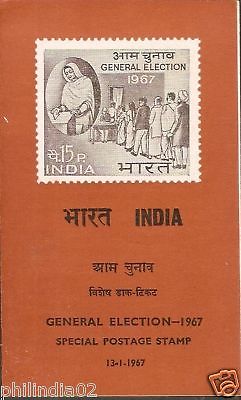 आम चुनाव
GENERAL ELECTION
1967
पै.15 P.
INDIA भारत
भारत INDIA
आम चुनाव
विशेष डाक-टिकट
GENERAL ELECTION—1967
SPECIAL POSTAGE STAMP
13-1-1967
philindia02